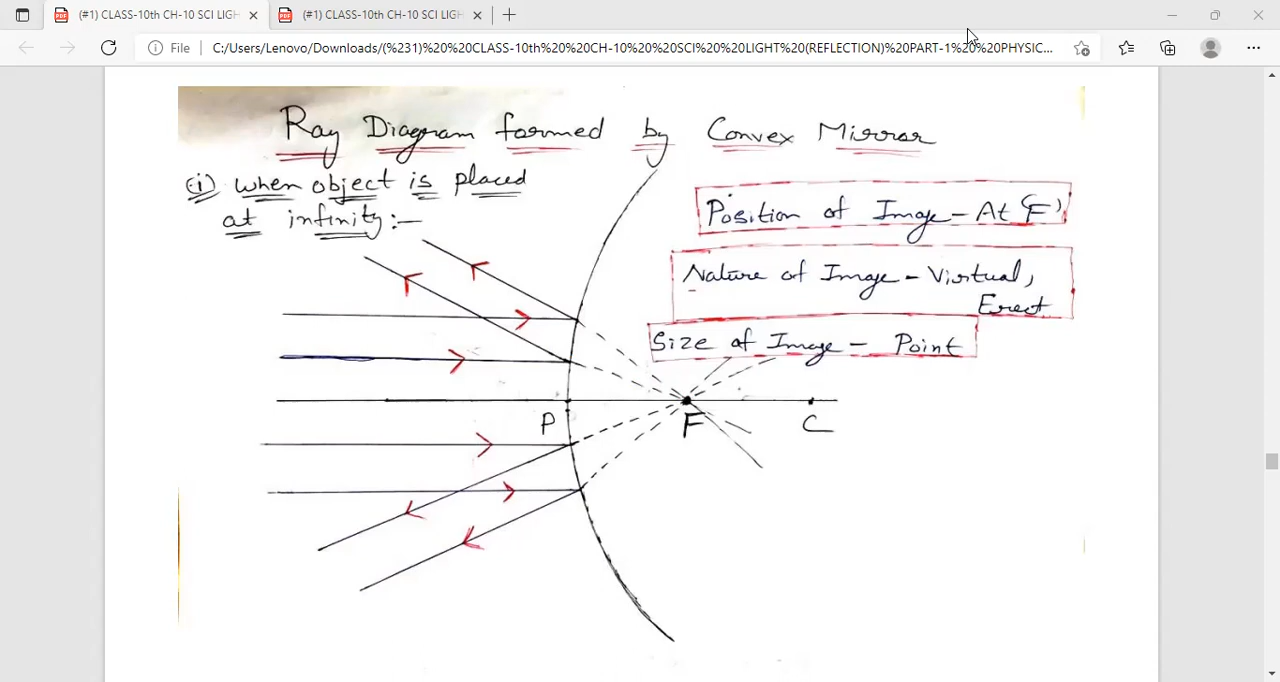 (#1) CLASS-10th CH-10 SCI LIGH
(#1) CLASS-10th CH-10 SCI LIGH
File
C:/Users/Lenovo/Downloads/(%231)%20%20CLASS-10th%20%20CH-10%20%20SCI%20%20LIGHT%20(REFLECTION)%20PART-1%20%20PHYSIC...
Ray Diagram formed by Convex Mirrar
(i) when object is placed
at infinity:-
Position of Image - At (F)
Nature of Image - Virtual,
Erect
Size of Image - Point
P
F
C